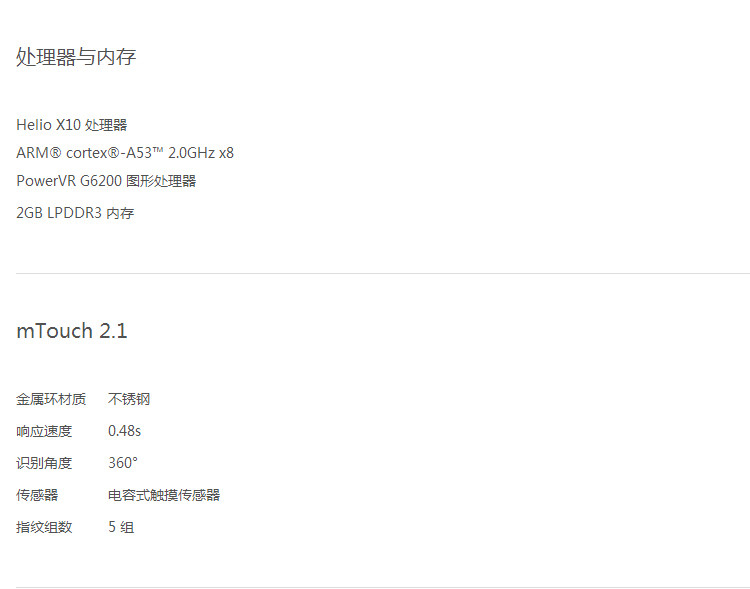 处理器与内存
Helio X10 处理器
ARM® cortex®-A53™ 2.0GHz x8
PowerVR G6200 图形处理器
2GB LPDDR3 内存
mTouch 2.1
金属环材质 不锈钢
响应速度 0.48s
识别角度 360°
传感器 电容式触摸传感器
指纹组数 5 组